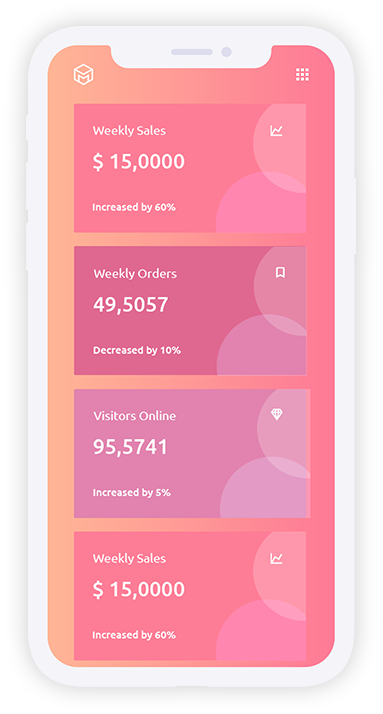 Weekly Sales
$ 15,0000
Increased by 60%
Weekly Orders
49,5057
Decreased by 10%
Visitors Online
95,5741
Increased by 5%
Weekly Sales
$ 15,0000
Increased by 60%